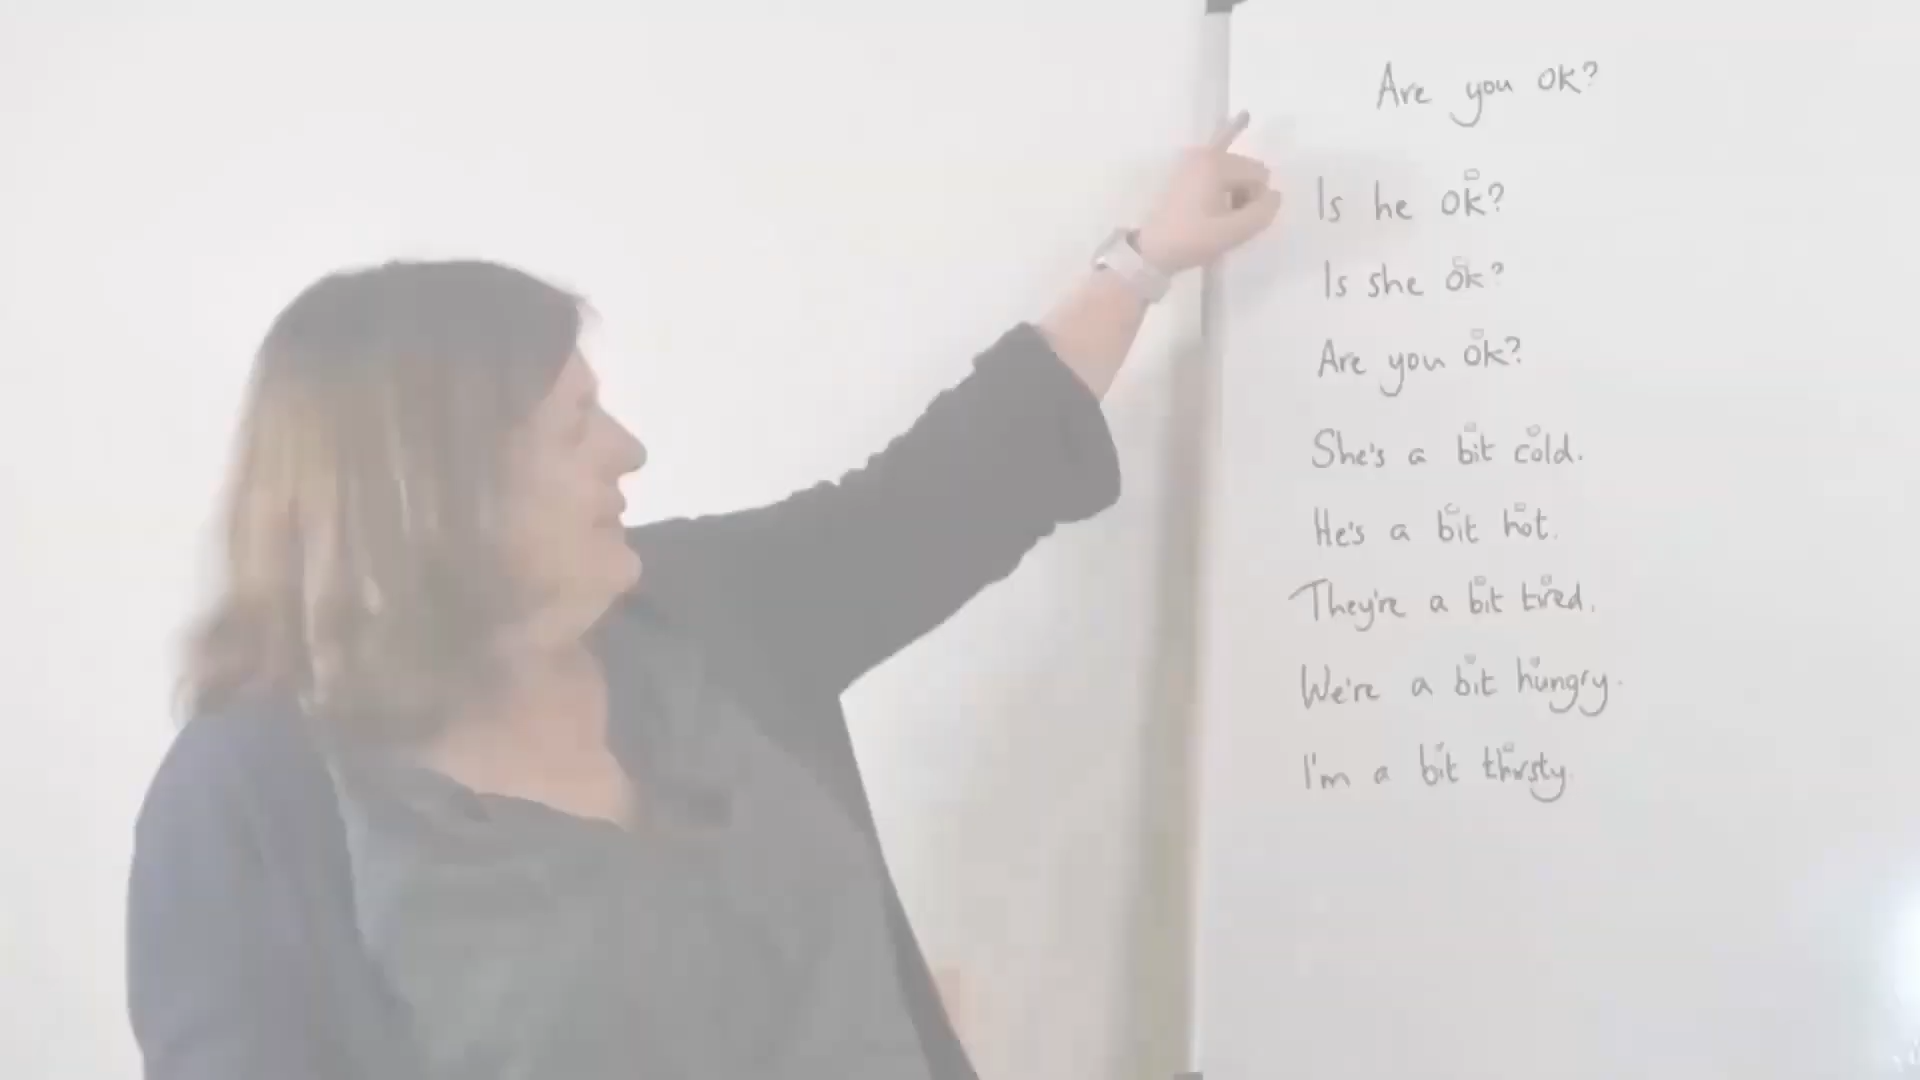 Are you ok?
Is he ok?
Is she ok?
Are you ok?
She's a bit cold.
He's a bit hot.
They're a bit tired.
We're a bit hungry.
I'm a bit thirsty.